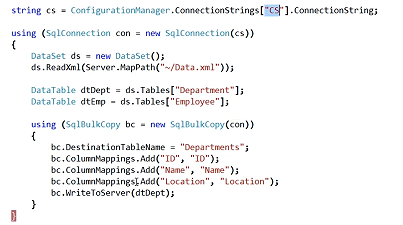 string cs = ConfigurationManager.ConnectionStrings["CS"].ConnectionString;
using (SqlConnection con = new SqlConnection(cs))
{
DataSet ds = new DataSet();
ds.ReadXml(Server.MapPath("~/Data.xml"));
DataTable dtDept = ds.Tables["Department"];
DataTable dtEmp = ds.Tables["Employee"];
using (SqlBulkCopy bc = new SqlBulkCopy(con))
{
bc.DestinationTableName = "Departments";
bc.ColumnMappings.Add("ID", "ID");
bc.ColumnMappings.Add("Name", "Name");
bc.ColumnMappings.Add("Location", "Location");
bc.WriteToServer(dtDept);
}
}